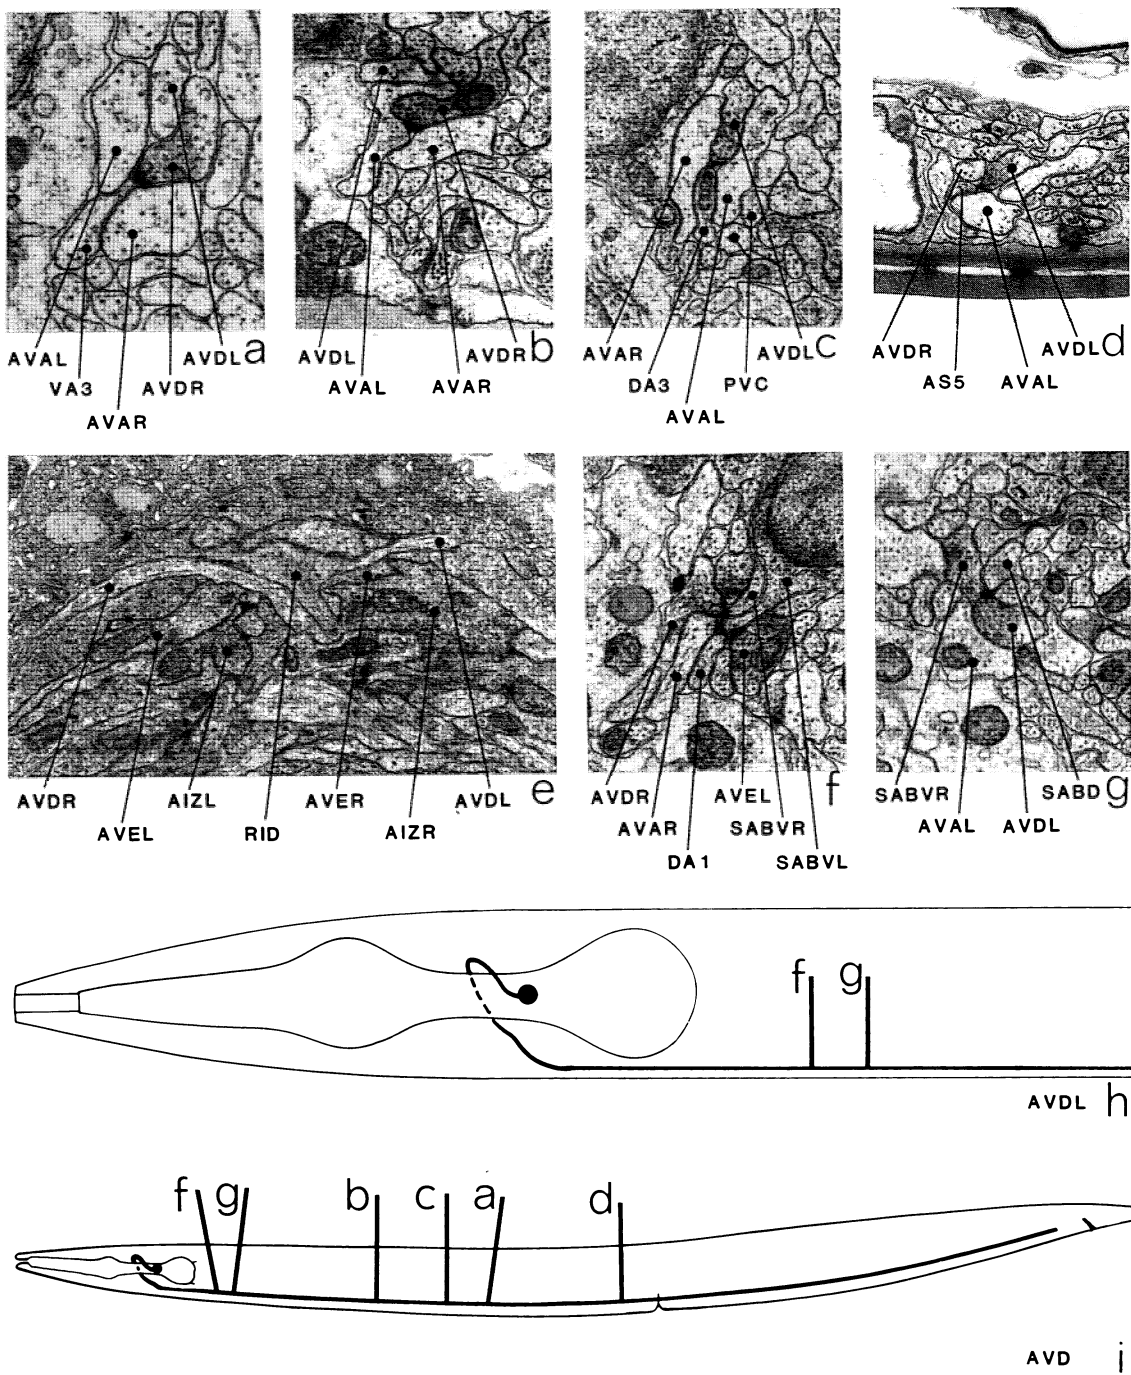 AVAL AVDL a
VA3 AVDR
AVAR
AVDL AVDR b
AVAL AVAR
AVAR AVDL c
DA3 PVC
AVAL
AVDR AVDL d
AS5 AVAL
AVDR AIZL AVER AVDL e
AVEL RID AIZR
AVDR AVEL f
AVAR SABVR
DA1 SABVL
SABVR SABD g
AVAL AVDL
f g
AVDL h
f g b c a d
AVD i